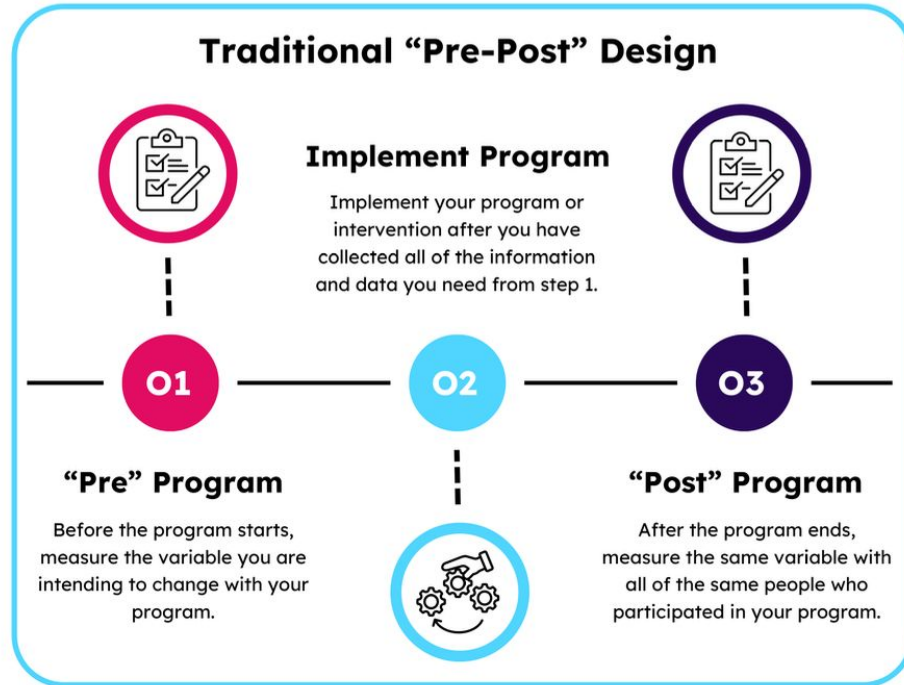 Traditional “Pre-Post” Design
Implement Program
Implement your program or
intervention after you have
collected all of the information
and data you need from step 1.
01
02
03
“Pre” Program
Before the program starts,
measure the variable you are
intending to change with your
program.
“Post” Program
After the program ends,
measure the same variable with
all of the same people who
participated in your program.